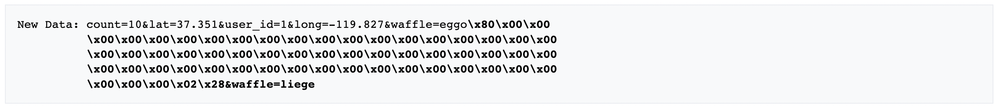 New Data: count=10&lat=37.351&user_id=1&long=-119.827&waffle=eggo\x80\x00\x00
\x00\x00\x00\x00\x00\x00\x00\x00\x00\x00\x00\x00\x00\x00\x00\x00\x00
\x00\x00\x00\x00\x00\x00\x00\x00\x00\x00\x00\x00\x00\x00\x00\x00\x00
\x00\x00\x00\x00\x00\x00\x00\x00\x00\x00\x00\x00\x00\x00\x00\x00\x00
\x00\x00\x00\x02\x28&waffle=liege